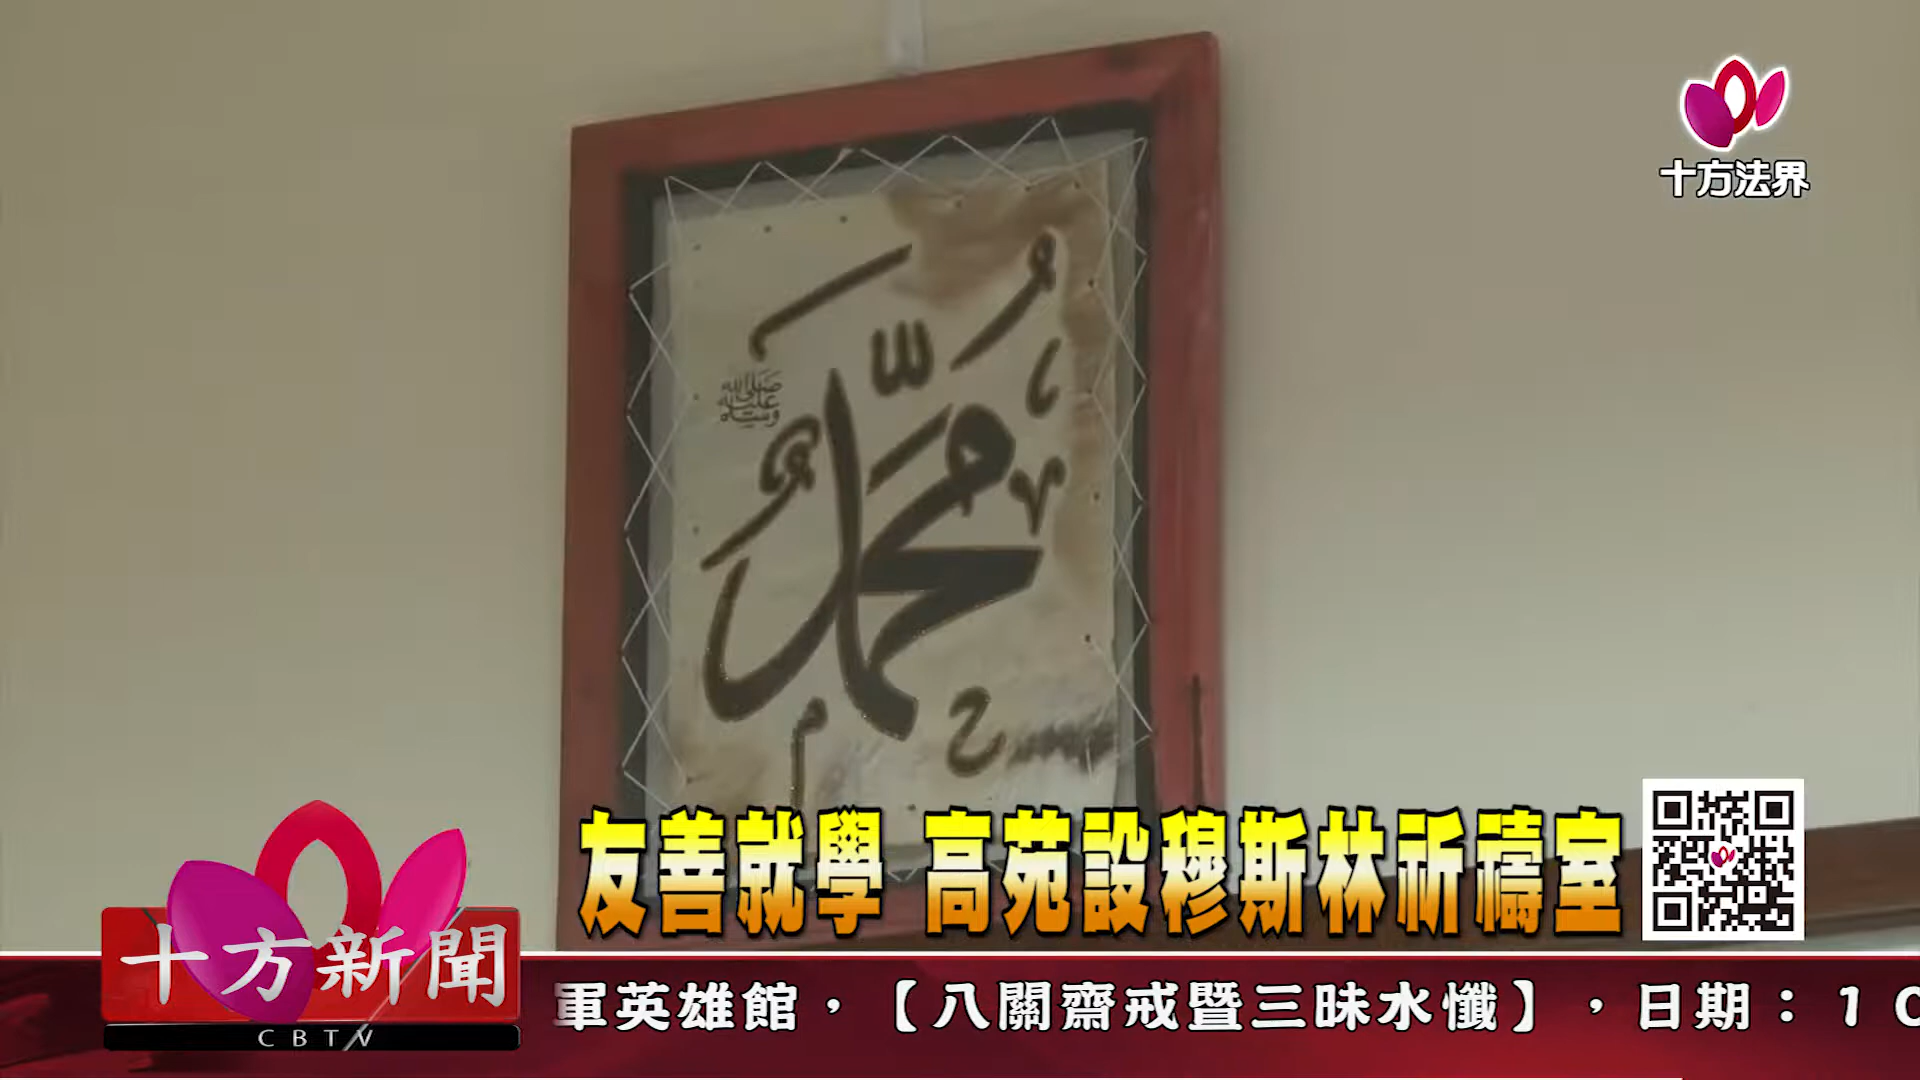 十方法界
محمد
صلى الله عليه وسلم
友善就學 高苑設穆斯林祈禱室
十方新聞
CBTV
軍英雄館，【八關齋戒暨三昧水懺】，日期：10